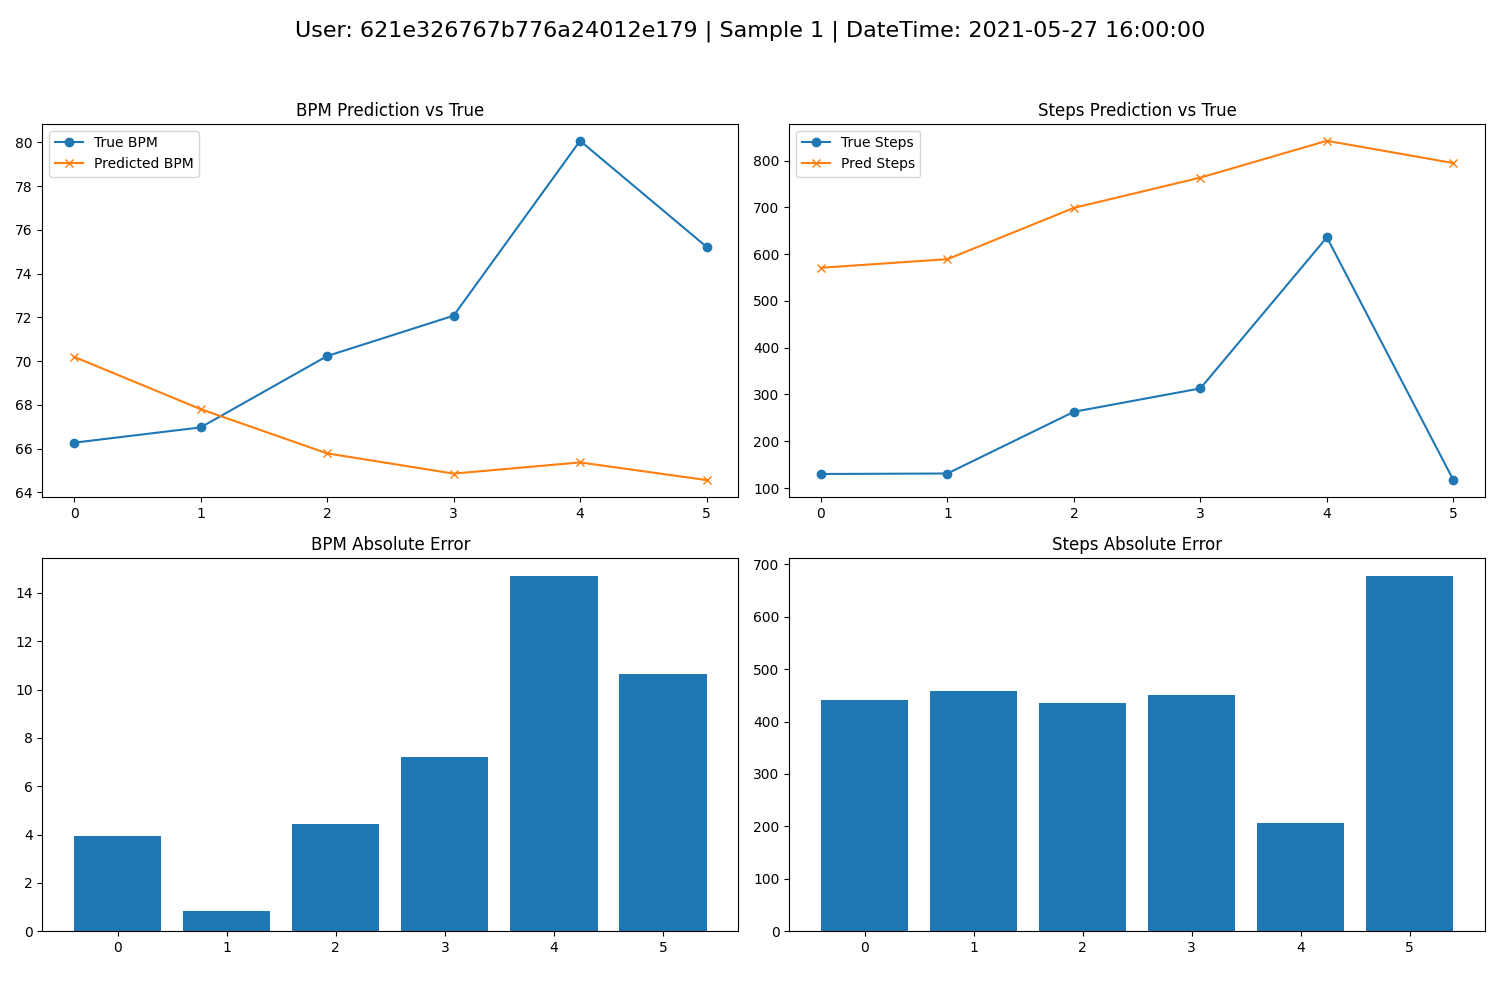 User: 621e326767b776a24012e179 | Sample 1 | DateTime: 2021-05-27 16:00:00
BPM Prediction vs True
True BPM
Predicted BPM
80
78
76
74
72
70
68
66
64
0 1 2 3 4 5
Steps Prediction vs True
True Steps
Pred Steps
800
700
600
500
400
300
200
100
0 1 2 3 4 5
BPM Absolute Error
14
12
10
8
6
4
2
0
0 1 2 3 4 5
Steps Absolute Error
700
600
500
400
300
200
100
0
0 1 2 3 4 5